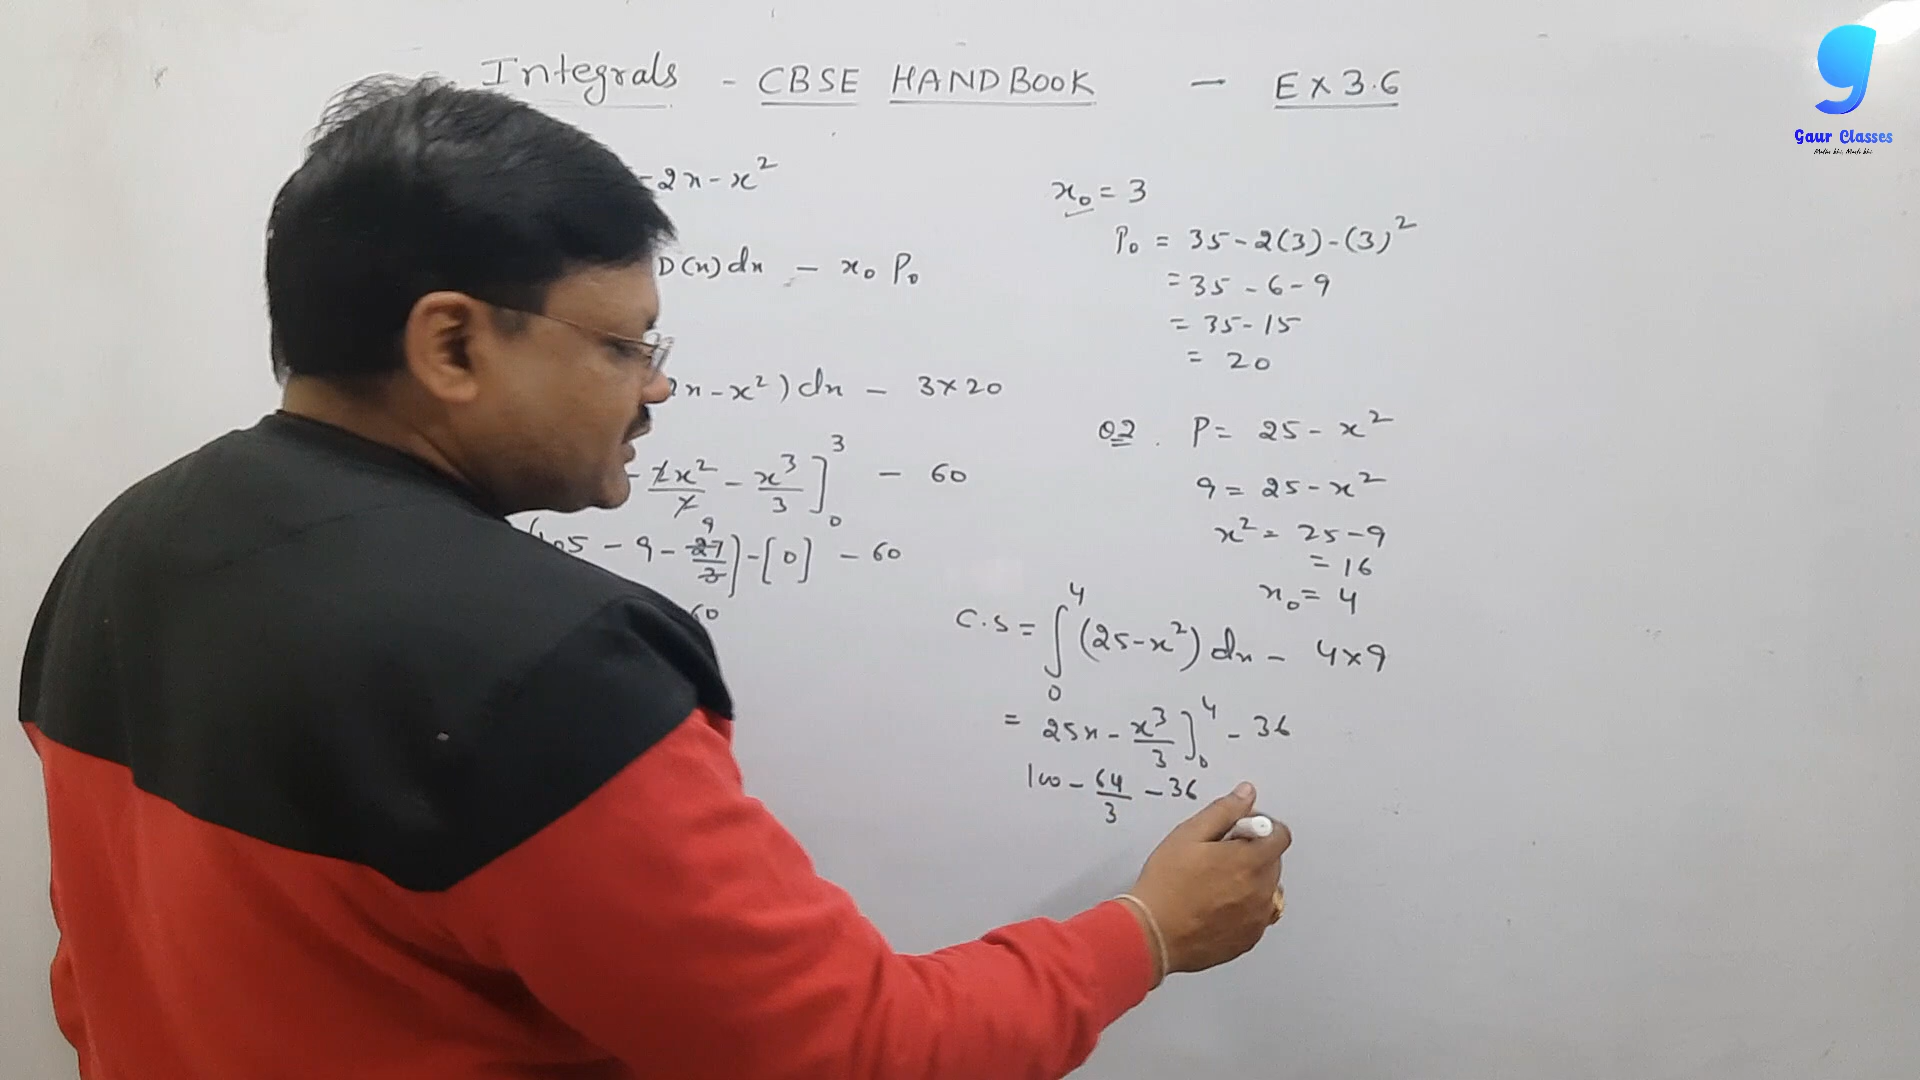 Integrals - CBSE HANDBOOK - EX 3.6
-2x-x²
D(x)dx - x₀ P₀
2x-x²)dx - 3×20
- 2x²/2 - x³/3]₀³ - 60
105 - 9 - 27/3) - [0] - 60
9
60
x₀ = 3
P₀ = 35-2(3)-(3)²
= 35-6-9
= 35-15
= 20
Q2. P = 25-x²
9 = 25-x²
x² = 25-9
= 16
x₀ = 4
C.S = ∫₀⁴ (25-x²) dx - 4×9
= 25x - x³/3]₀⁴ - 36
100 - 64/3 - 36
g
Gaur Classes